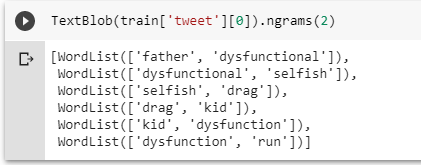 TextBlob(train['tweet'][0]).ngrams(2)
[WordList(['father', 'dysfunctional']),
WordList(['dysfunctional', 'selfish']),
WordList(['selfish', 'drag']),
WordList(['drag', 'kid']),
WordList(['kid', 'dysfunction']),
WordList(['dysfunction', 'run'])]